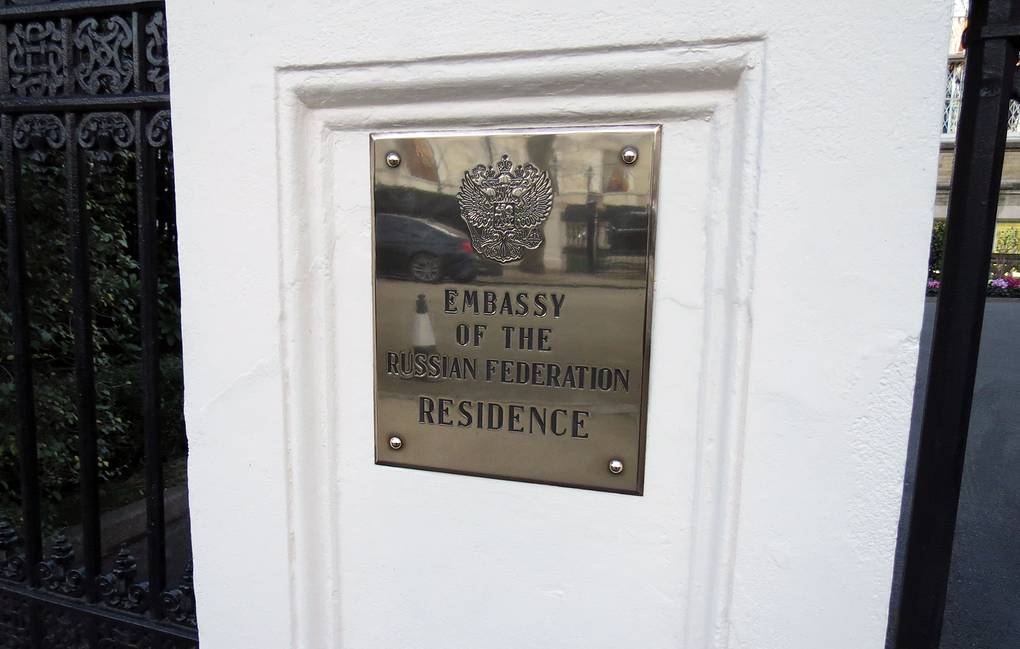 EMBASSY
OF THE
RUSSIAN FEDERATION
RESIDENCE